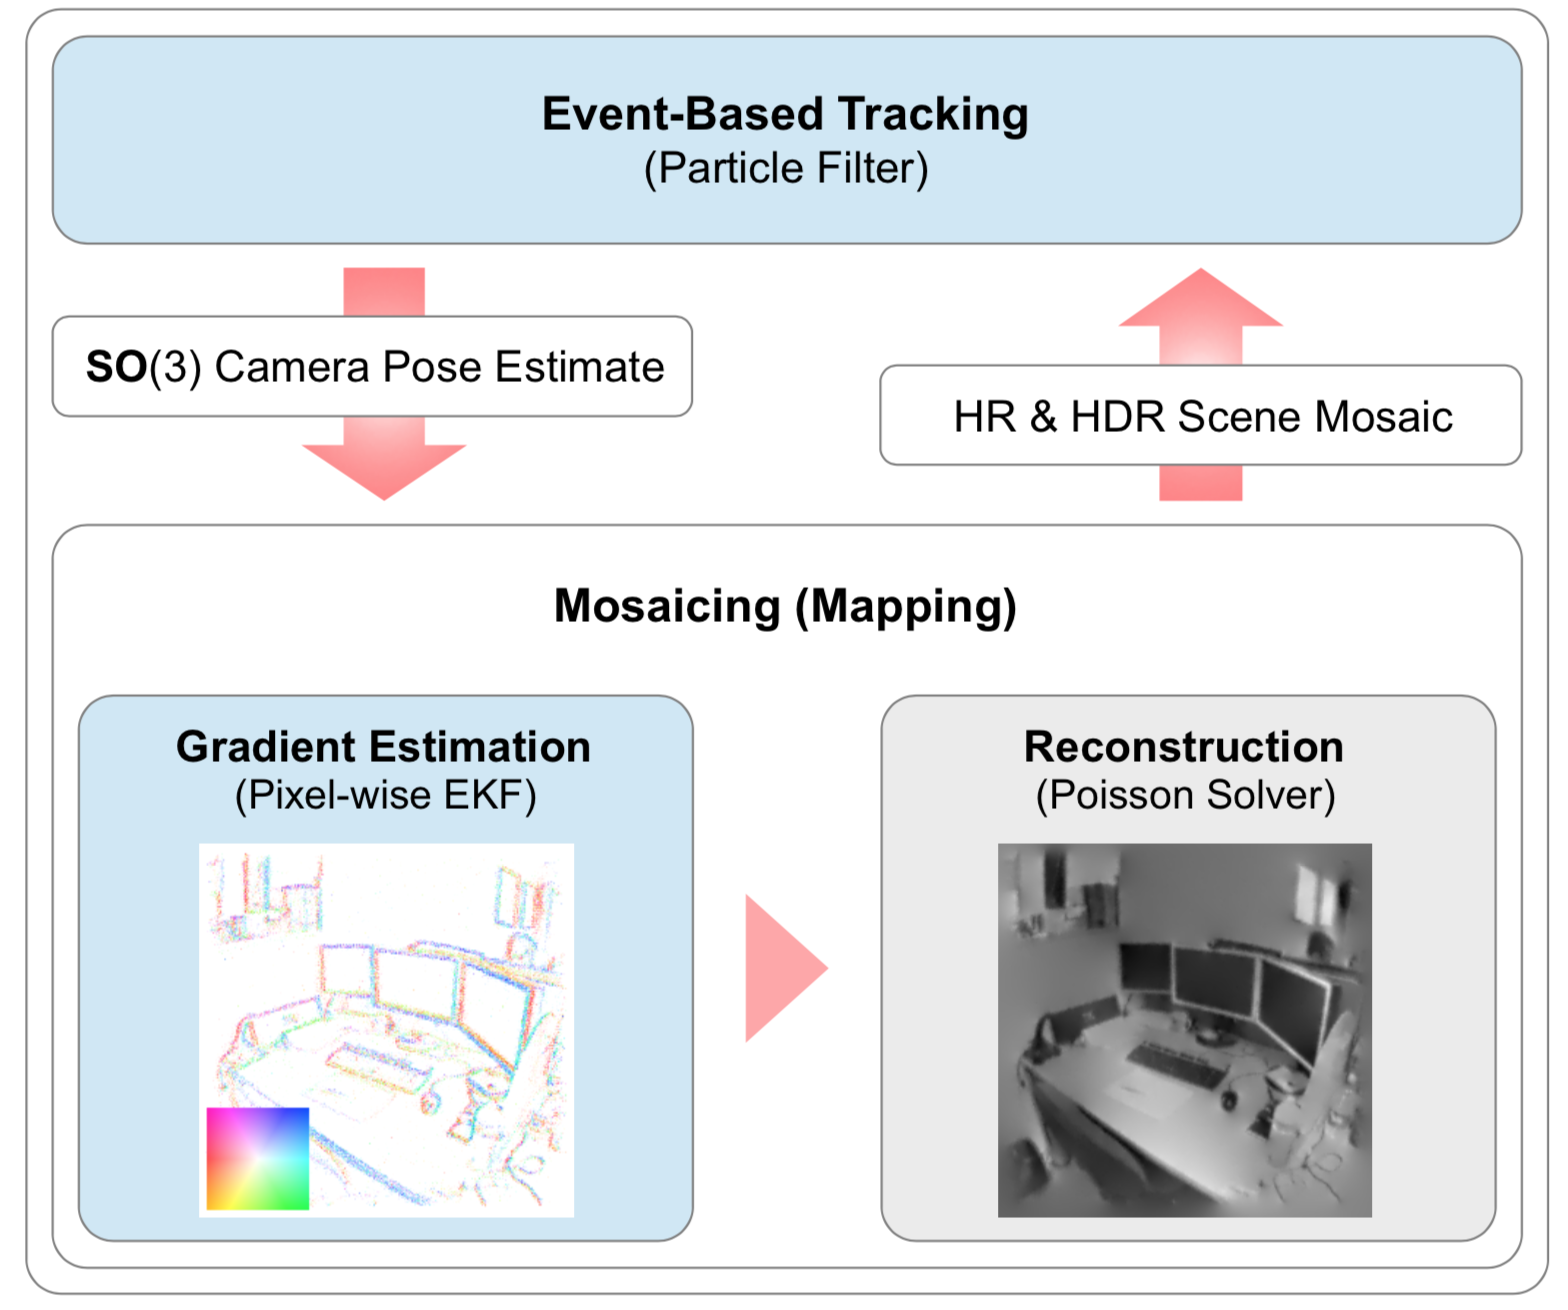 Event-Based Tracking
(Particle Filter)
SO(3) Camera Pose Estimate
HR & HDR Scene Mosaic
Mosaicing (Mapping)
Gradient Estimation
(Pixel-wise EKF)
Reconstruction
(Poisson Solver)